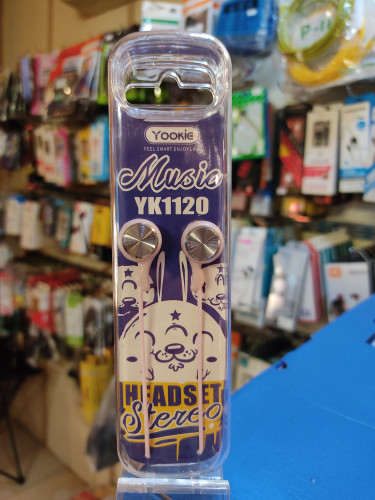 Yookie
FEEL SMART ENJOY LIFE
Music
YK1120
HEADSET
Stereo